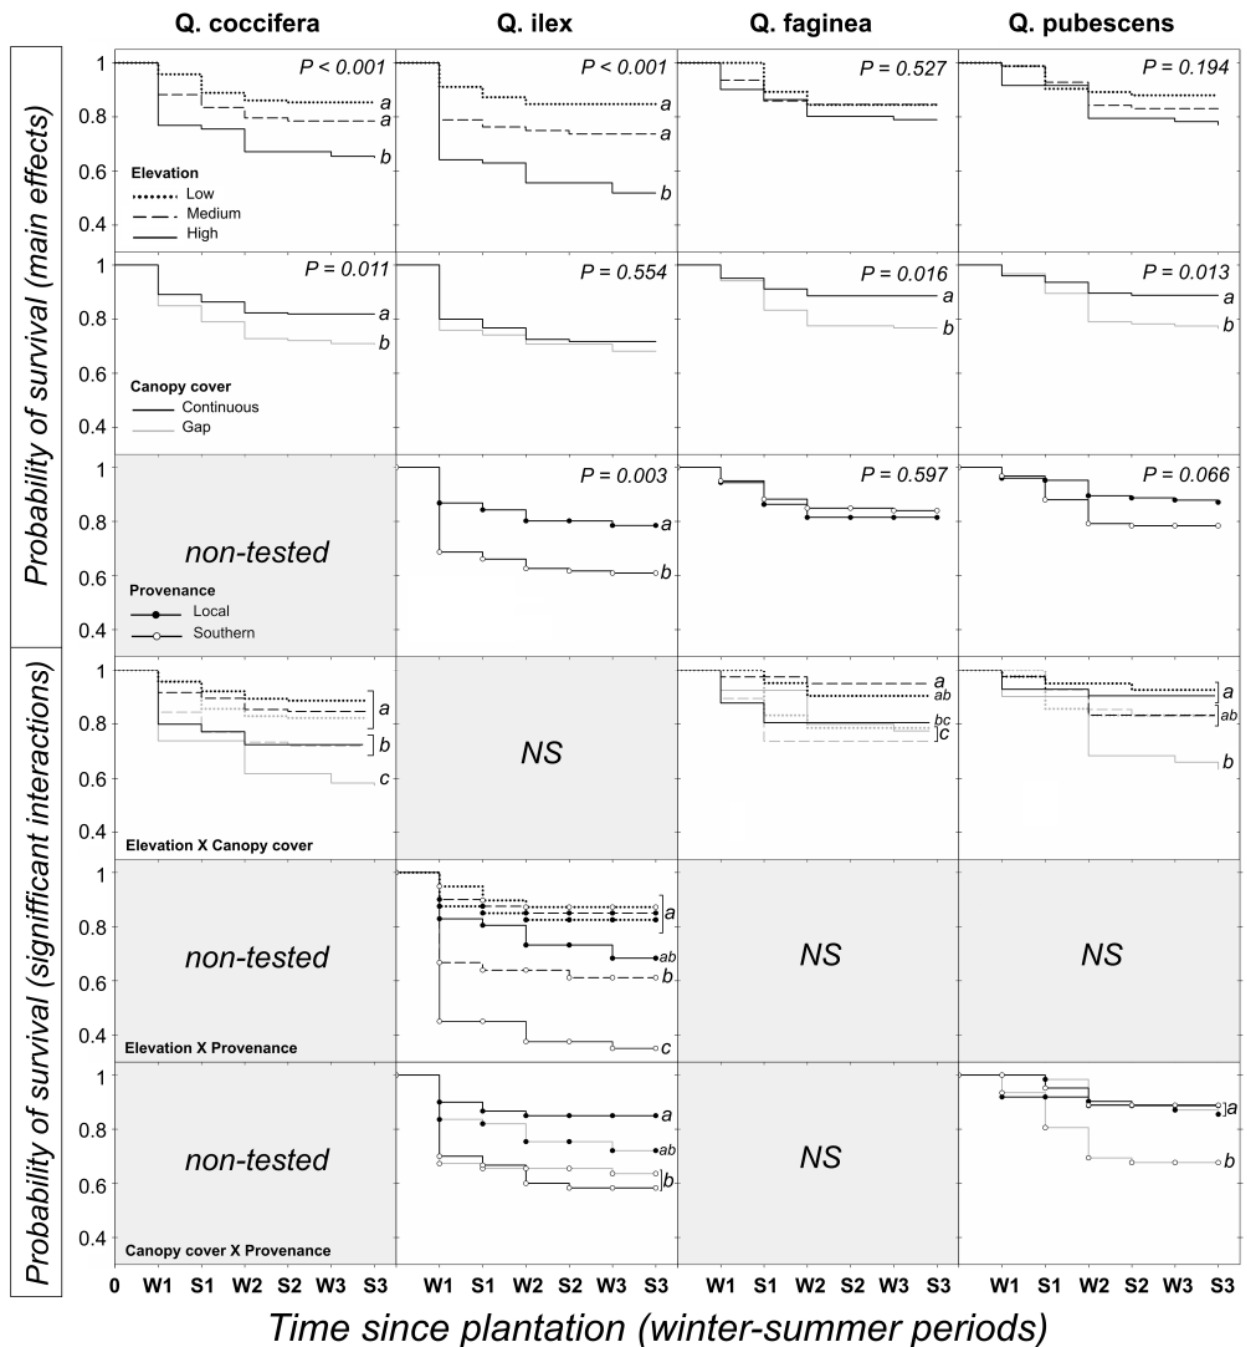 Q. coccifera Q. ilex Q. faginea Q. pubescens
Probability of survival (main effects)
1 P < 0.001 P < 0.001 P = 0.527 P = 0.194
0.8 a a b a a b
0.6
0.4
Elevation
Low
Medium
High
1 P = 0.011 P = 0.554 P = 0.016 P = 0.013
0.8 a b a b a b
0.6
0.4
Canopy cover
Continuous
Gap
1 P = 0.003 P = 0.597 P = 0.066
0.8 a b
0.6
0.4
non-tested
Provenance
Local
Southern
Probability of survival (signifficant interactions)
1
0.8 a b c NS a ab bc c a ab b
0.6
0.4
Elevation X Canopy cover
1
0.8 non-tested a ab b c NS NS
0.6
0.4
Elevation X Provenance
1
0.8 non-tested a ab b NS a b
0.6
0.4
Canopy cover X Provenance
0 W1 S1 W2 S2 W3 S3 W1 S1 W2 S2 W3 S3 W1 S1 W2 S2 W3 S3 W1 S1 W2 S2 W3 S3
Time since plantation (winter-summer periods)